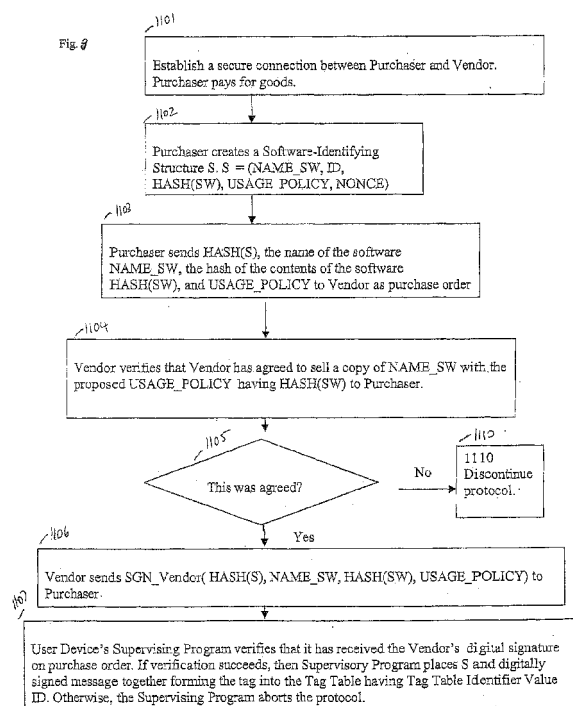 1101
Fig. 9
Establish a secure connection between Purchaser and Vendor.
Purchaser pays for goods.
1102
Purchaser creates a Software-Identifying
Structure S. S = (NAME_SW, ID,
HASH(SW), USAGE_POLICY, NONCE)
1103
Purchaser sends HASH(S), the name of the software
NAME_SW, the hash of the contents of the software
HASH(SW), and USAGE_POLICY to Vendor as purchase order
1104
Vendor verifies that Vendor has agreed to sell a copy of NAME_SW with the
proposed USAGE_POLICY having HASH(SW) to Purchaser.
1105
This was agreed?
No
1110
1110
Discontinue
protocol.
Yes
1106
Vendor sends SGN_Vendor( HASH(S), NAME_SW, HASH(SW), USAGE_POLICY) to
Purchaser.
1107
User Device's Supervising Program verifies that it has received the Vendor's digital signature
on purchase order. If verification succeeds, then Supervisory Program places S and digitally
signed message together forming the tag into the Tag Table having Tag Table Identifier Value
ID. Otherwise, the Supervising Program aborts the protocol.